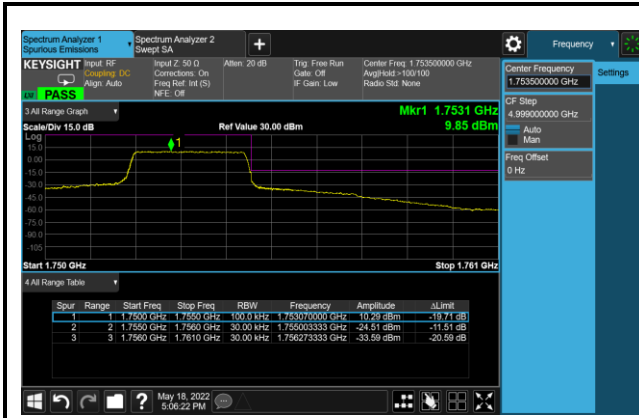 Spectrum Analyzer 1
Spurious Emissions
Spectrum Analyzer 2
Swept SA
+
Frequency
KEYSIGHT
Input: RF
Coupling: DC
Align: Auto
Input Z: 50 Ω
Corrections: On
Freq Ref: Int (S)
NFE: Off
Atten: 20 dB
Trig: Free Run
Gate: Off
IF Gain: Low
Center Freq: 1.753500000 GHz
Avg|Hold:>100/100
Radio Std: None
PASS
Center Frequency
1.753500000 GHz
Settings
CF Step
4.999000000 GHz
Auto
Man
Freq Offset
0 Hz
3 All Range Graph
Mkr1 1.7531 GHz
Scale/Div 15.0 dB
Ref Value 30.00 dBm
9.85 dBm
Log
1
15.0
0.00
-15.0
-30.0
-45.0
-60.0
-75.0
-90.0
-105
Start 1.750 GHz
Stop 1.761 GHz
4 All Range Table
Spur Range Start Freq Stop Freq RBW Frequency Amplitude ΔLimit
1 1 1.7500 GHz 1.7550 GHz 100.0 kHz 1.753070000 GHz 10.29 dBm -19.71 dB
2 2 1.7550 GHz 1.7560 GHz 30.00 kHz 1.755003333 GHz -24.51 dBm -11.51 dB
3 3 1.7560 GHz 1.7610 GHz 30.00 kHz 1.756273333 GHz -33.59 dBm -20.59 dB
?
May 18, 2022
5:06:22 PM